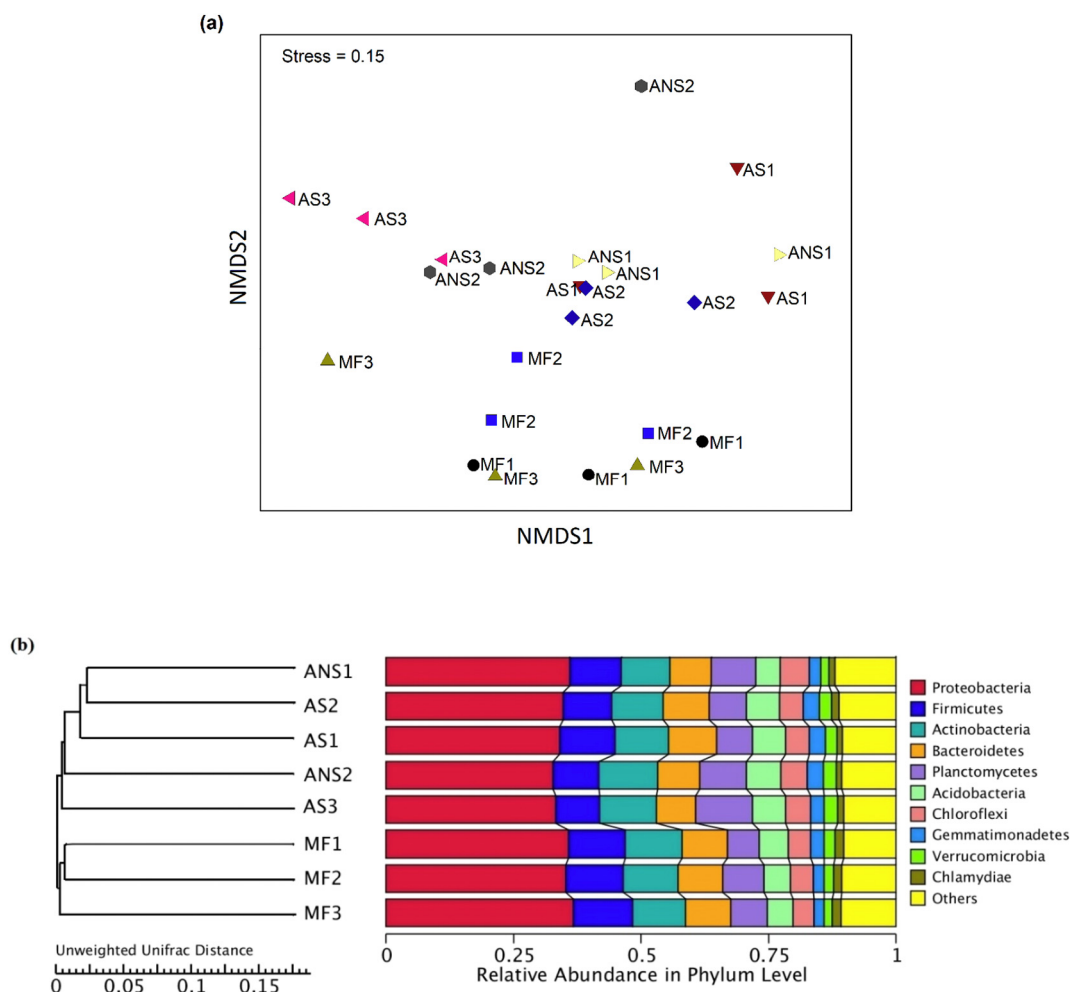 (a)
Stress = 0.15
ANS2
AS1
AS3
AS3
ANS1
AS3
ANS1
ANS2
ANS2
ANS1
AS1
AS2
AS2
AS1
AS2
MF2
MF3
MF2
MF2
MF1
MF1
MF3
MF3
MF1
NMDS2
NMDS1
(b)
ANS1
AS2
AS1
ANS2
AS3
MF1
MF2
MF3
Proteobacteria
Firmicutes
Actinobacteria
Bacteroidetes
Planctomycetes
Acidobacteria
Chloroflexi
Gemmatimonadetes
Verrucomicrobia
Chlamydiae
Others
Unweighted Unifrac Distance
0 0.05 0.1 0.15
0 0.25 0.5 0.75 1
Relative Abundance in Phylum Level